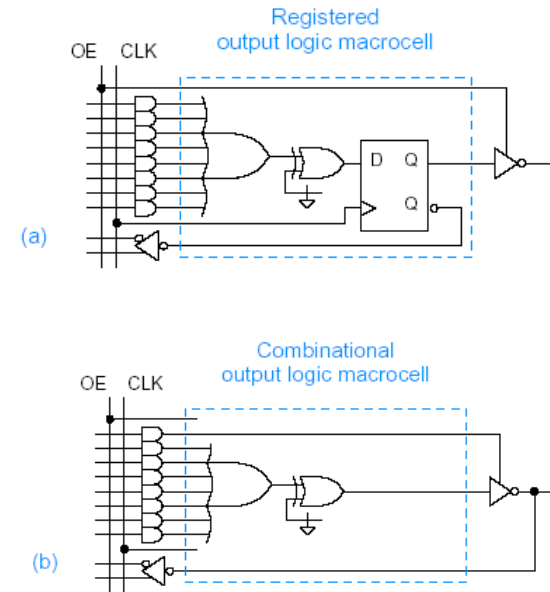 Registered
output logic macrocell
OE CLK
D Q
Q
(a)
Combinational
output logic macrocell
OE CLK
(b)